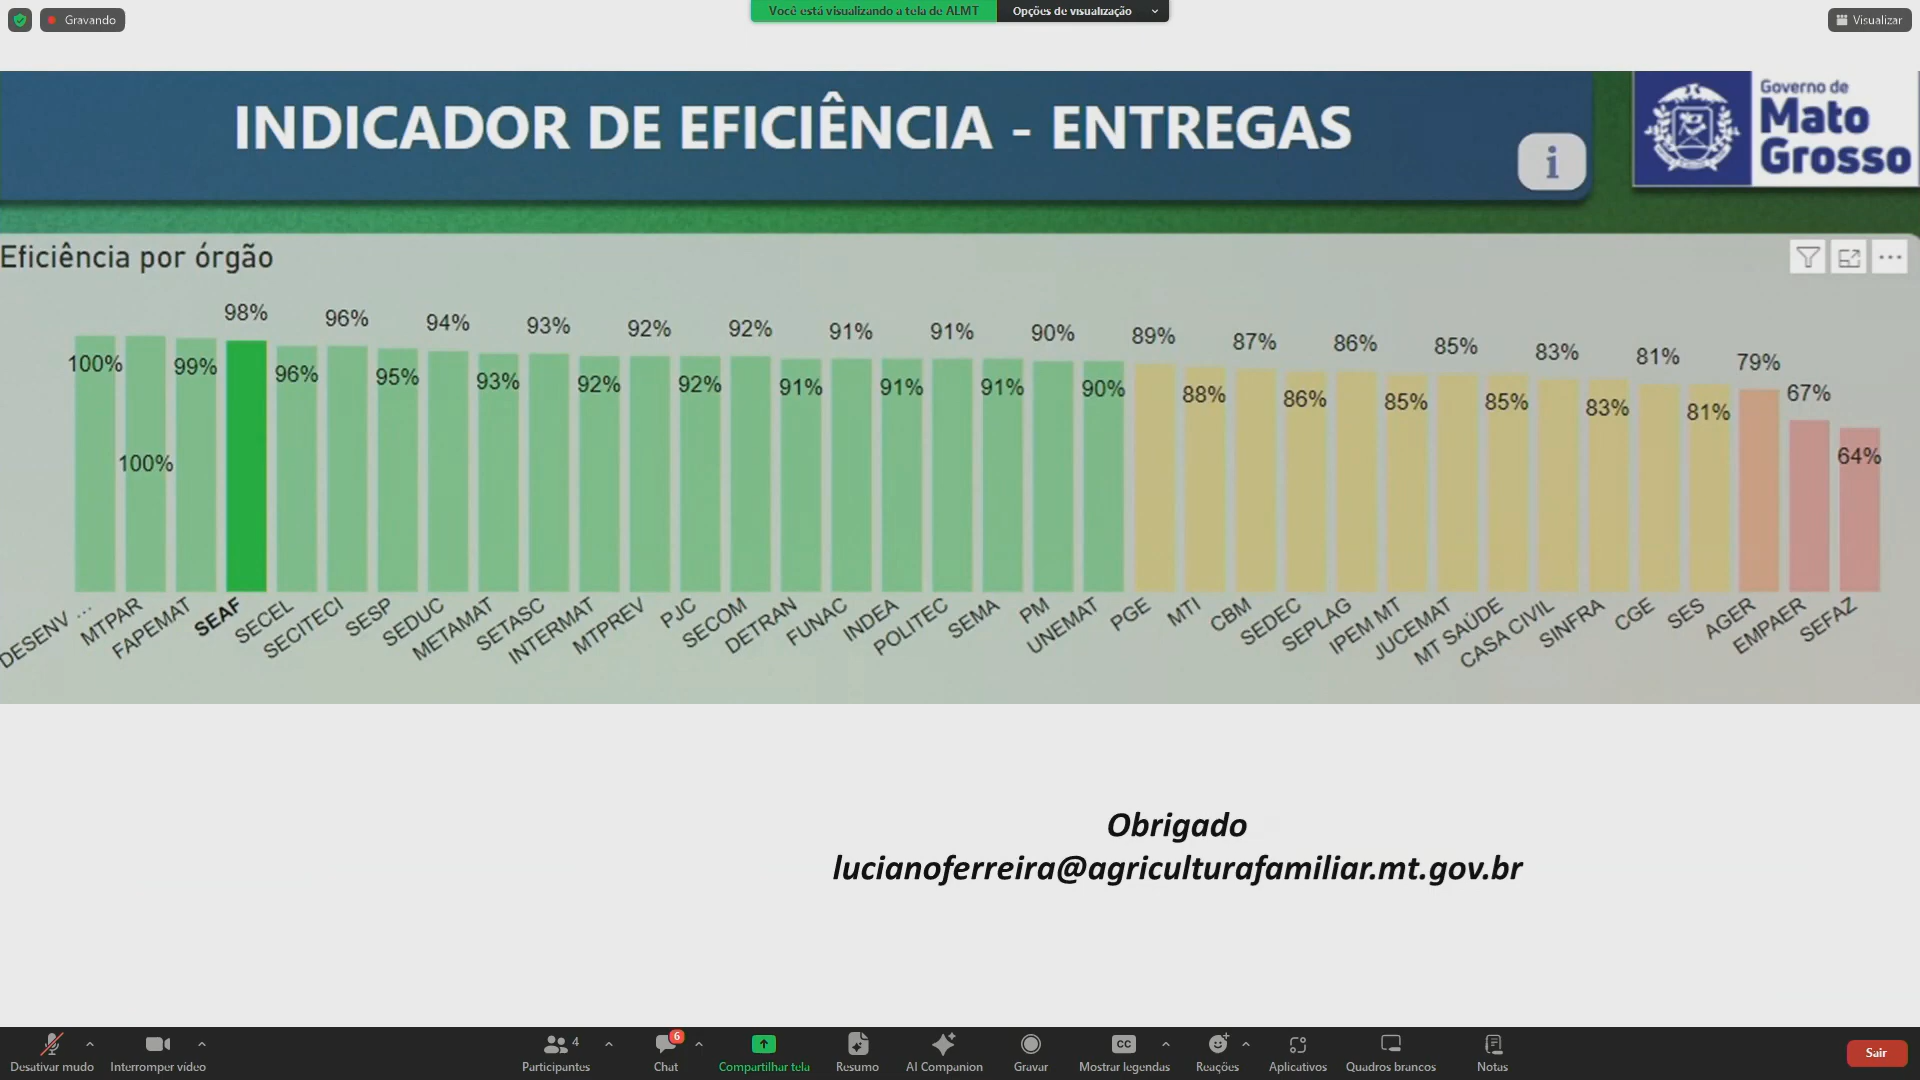 Gravando
Você está visualizando a tela de ALMT
Opções de visualização
Visualizar
INDICADOR DE EFICIÊNCIA - ENTREGAS
i
Governo de
Mato
Grosso
Eficiência por órgão
98% 96% 94% 93% 92% 92% 91% 91% 90% 89% 87% 86% 85% 83% 81% 79% 67%
100% 99% 96% 95% 93% 92% 92% 91% 91% 91% 90% 88% 86% 85% 85% 83% 81% 64%
100%
DESENV ... MTPAR FAPEMAT SEAF SECEL SECITECI SESP SEDUC METAMAT SETASC INTERMAT MTPREV PJC SECOM DETRAN FUNAC INDEA POLITEC SEMA PM UNEMAT PGE MTI CBM SEDEC SEPLAG IPEM MT JUCEMAT MT SAÚDE CASA CIVIL SINFRA CGE SES AGER EMPAER SEFAZ
Obrigado
lucianoferreira@agriculturafamiliar.mt.gov.br
4
6
CC
Desativar mudo Interromper vídeo Participantes Chat Compartilhar tela Resumo AI Companion Gravar Mostrar legendas Reações Aplicativos Quadros brancos Notas Sair